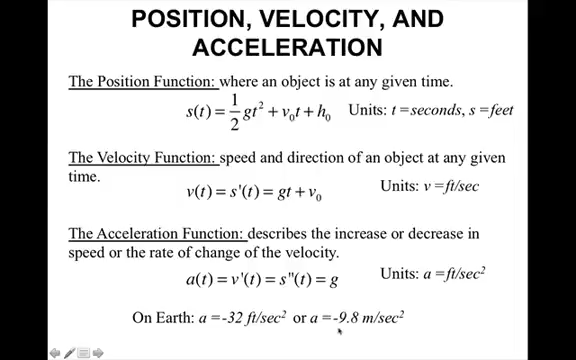 POSITION, VELOCITY, AND
ACCELERATION
The Position Function: where an object is at any given time.
s(t) = 1/2 gt² + v₀t + h₀ Units: t =seconds, s =feet
The Velocity Function: speed and direction of an object at any given
time.
v(t) = s'(t) = gt + v₀ Units: v =ft/sec
The Acceleration Function: describes the increase or decrease in
speed or the rate of change of the velocity.
a(t) = v'(t) = s"(t) = g Units: a =ft/sec²
On Earth: a =-32 ft/sec² or a =-9.8 m/sec²